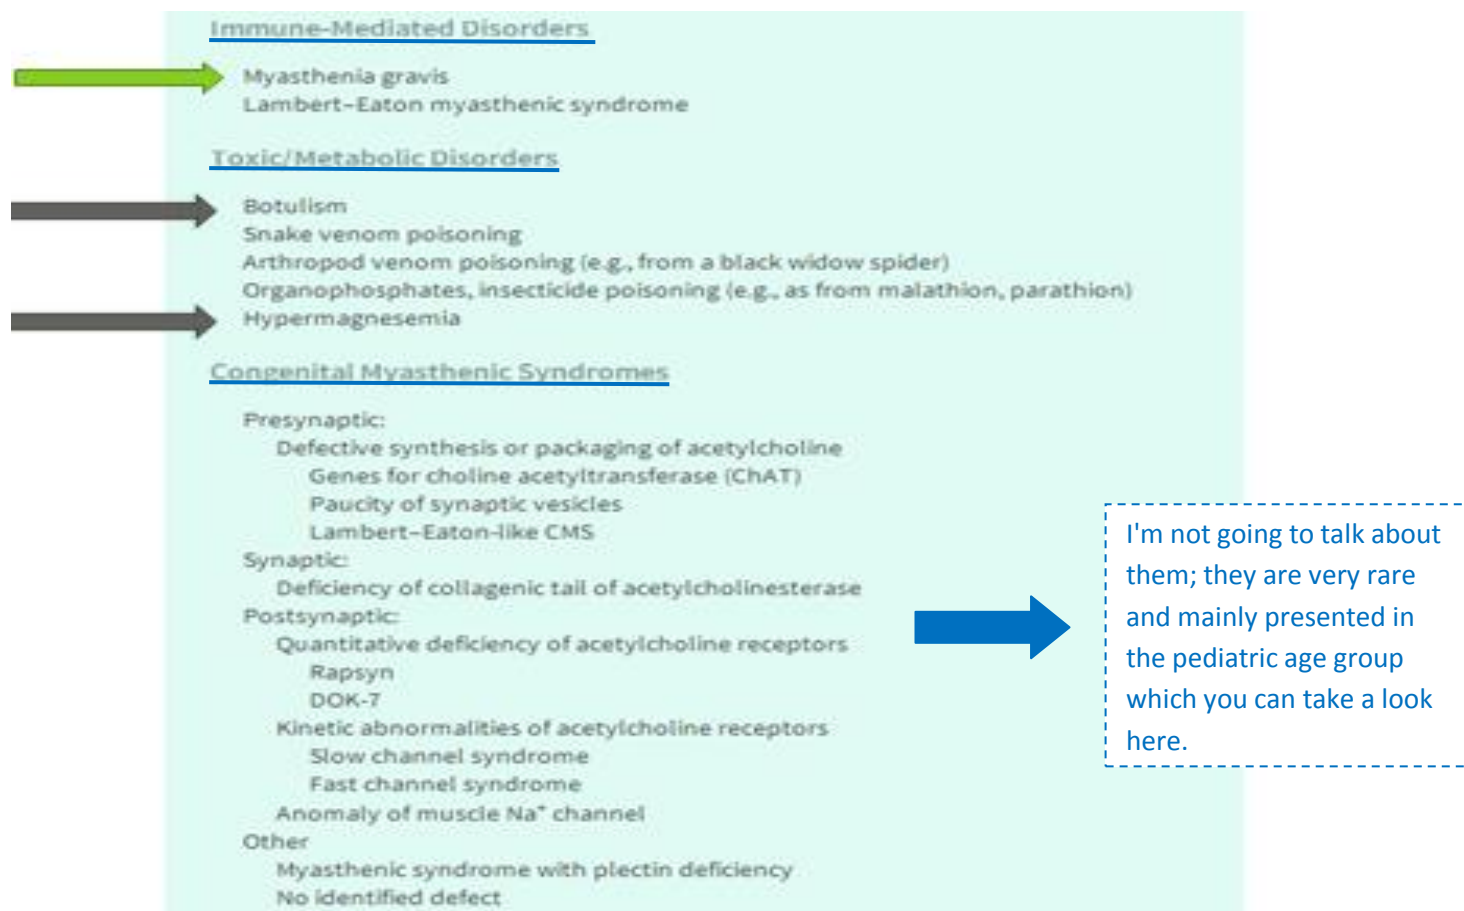 Immune-Mediated Disorders
Myasthenia gravis
Lambert–Eaton myasthenic syndrome
Toxic/Metabolic Disorders
Botulism
Snake venom poisoning
Arthropod venom poisoning (e.g., from a black widow spider)
Organophosphates, insecticide poisoning (e.g., as from malathion, parathion)
Hypermagnesemia
Congenital Myasthenic Syndromes
Presynaptic:
Defective synthesis or packaging of acetylcholine
Genes for choline acetyltransferase (ChAT)
Paucity of synaptic vesicles
Lambert–Eaton-like CMS
Synaptic:
Deficiency of collagenic tail of acetylcholinesterase
Postsynaptic:
Quantitative deficiency of acetylcholine receptors
Rapsyn
DOK-7
Kinetic abnormalities of acetylcholine receptors
Slow channel syndrome
Fast channel syndrome
Anomaly of muscle Na⁺ channel
Other
Myasthenic syndrome with plectin deficiency
No identified defect
I'm not going to talk about
them; they are very rare
and mainly presented in
the pediatric age group
which you can take a look
here.